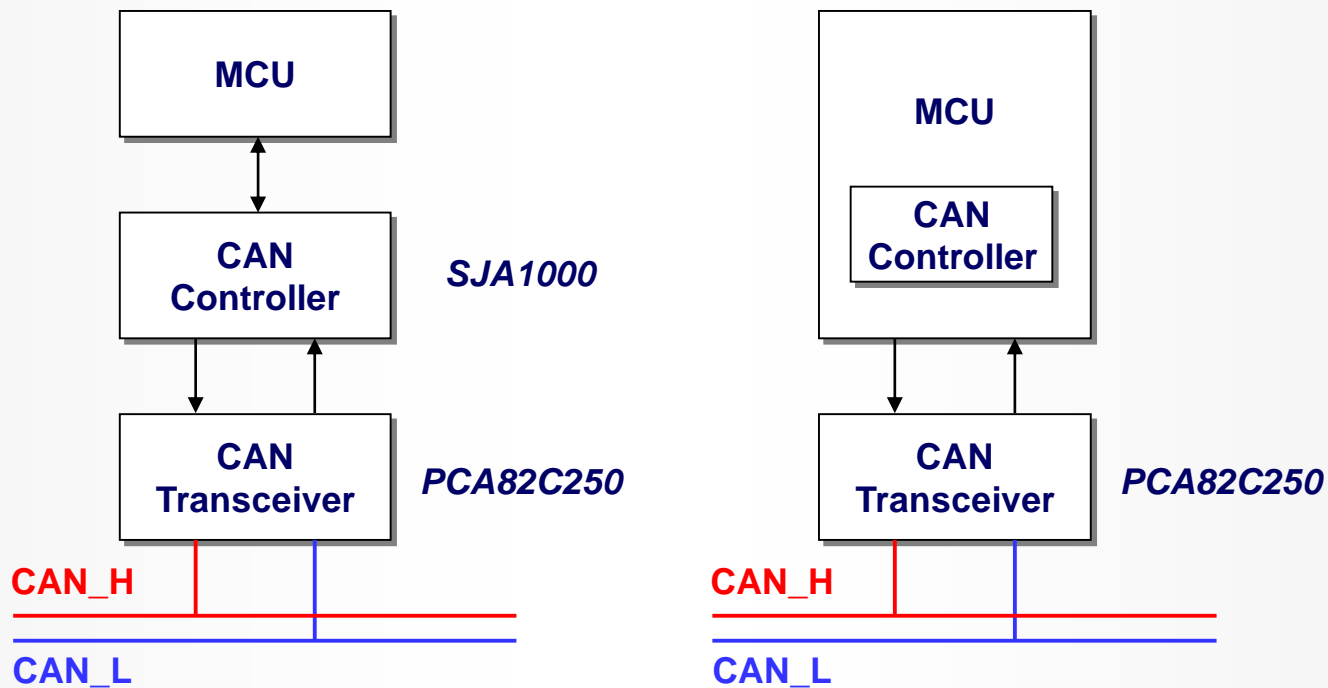 MCU
CAN
Controller
SJA1000
CAN
Transceiver
PCA82C250
CAN_H
CAN_L
MCU
CAN
Controller
CAN
Transceiver
PCA82C250
CAN_H
CAN_L